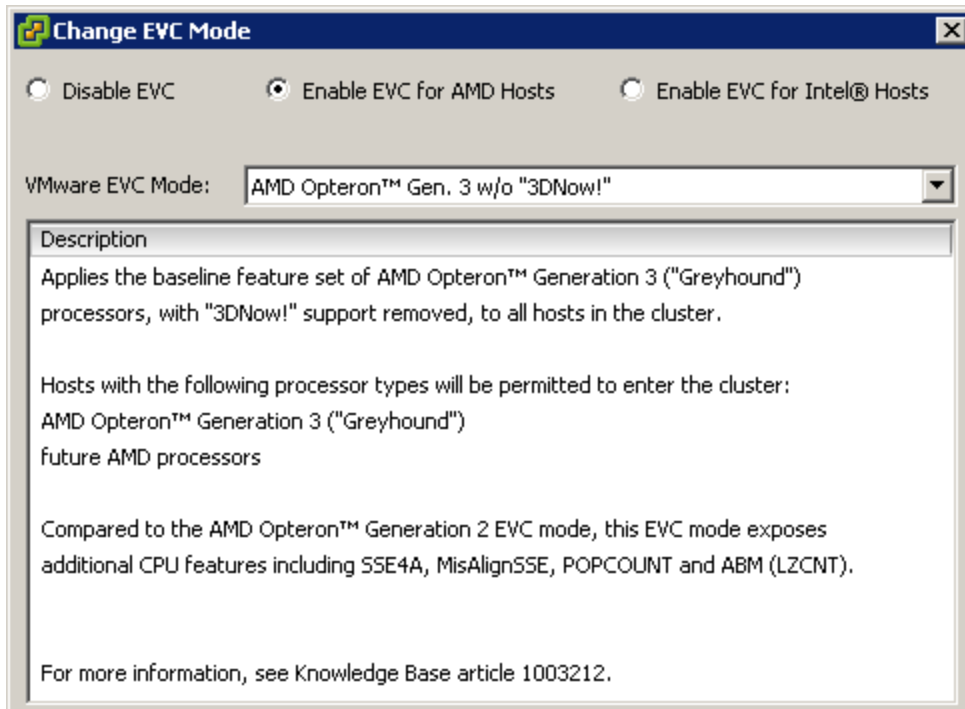 Change EVC Mode
Disable EVC Enable EVC for AMD Hosts Enable EVC for Intel® Hosts
VMware EVC Mode: AMD Opteron™ Gen. 3 w/o "3DNow!"
Description
Applies the baseline feature set of AMD Opteron™ Generation 3 ("Greyhound")
processors, with "3DNow!" support removed, to all hosts in the cluster.
Hosts with the following processor types will be permitted to enter the cluster:
AMD Opteron™ Generation 3 ("Greyhound")
future AMD processors
Compared to the AMD Opteron™ Generation 2 EVC mode, this EVC mode exposes
additional CPU features including SSE4A, MisAlignSSE, POPCOUNT and ABM (LZCNT).
For more information, see Knowledge Base article 1003212.